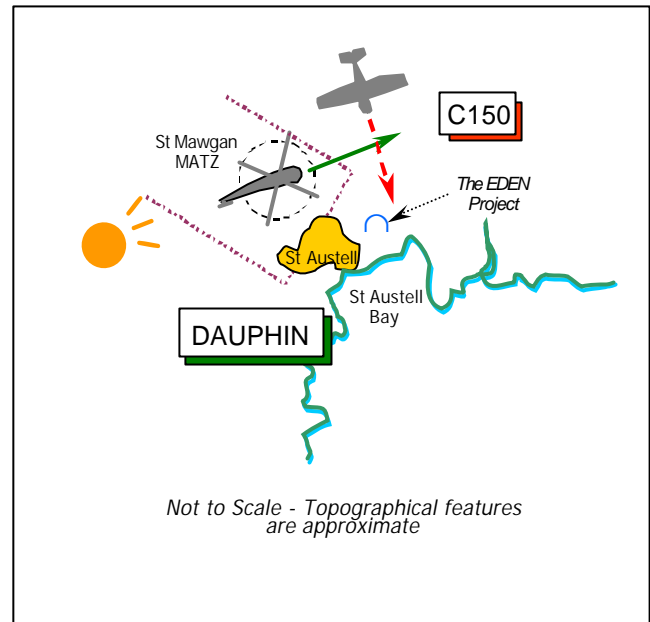 C150
St Mawgan
MATZ
The EDEN
Project
St Austell
St Austell
Bay
DAUPHIN
Not to Scale - Topographical features
are approximate